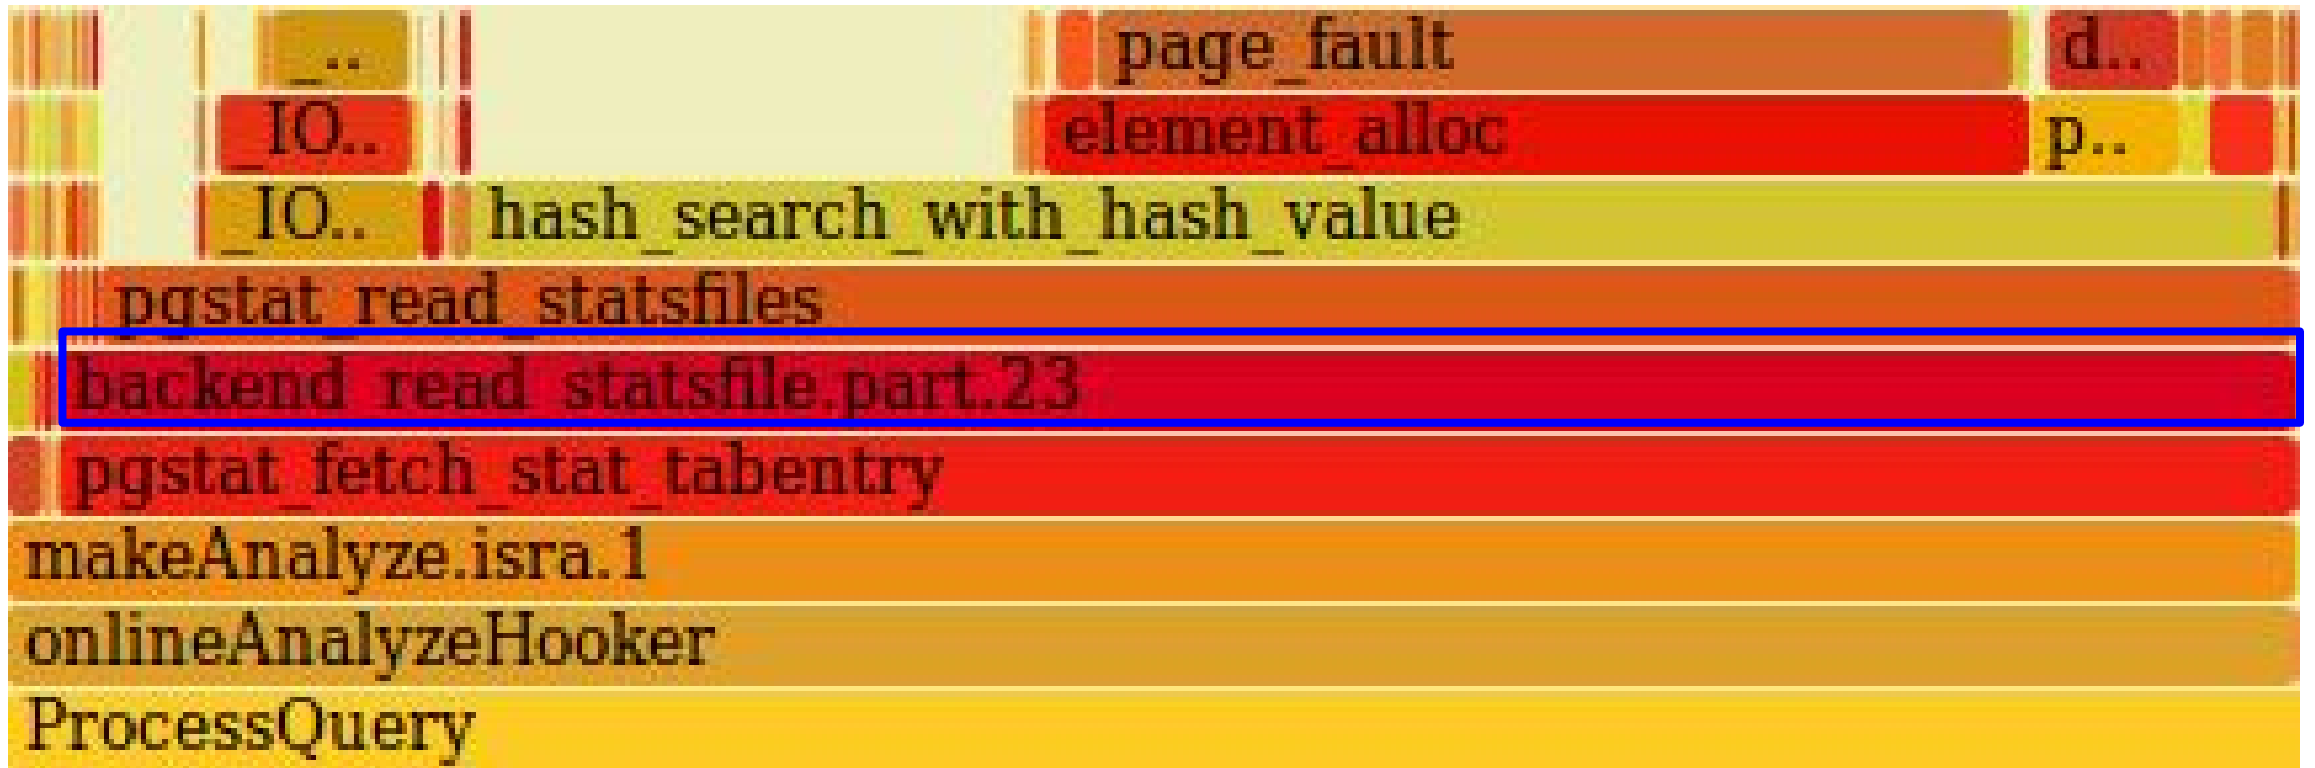 _.. page_fault d..
_IO.. element_alloc p..
_IO.. hash_search_with_hash_value
pgstat_read_statsfiles
backend_read_statsfile.part.23
pgstat_fetch_stat_tabentry
makeAnalyze.isra.1
onlineAnalyzeHooker
ProcessQuery